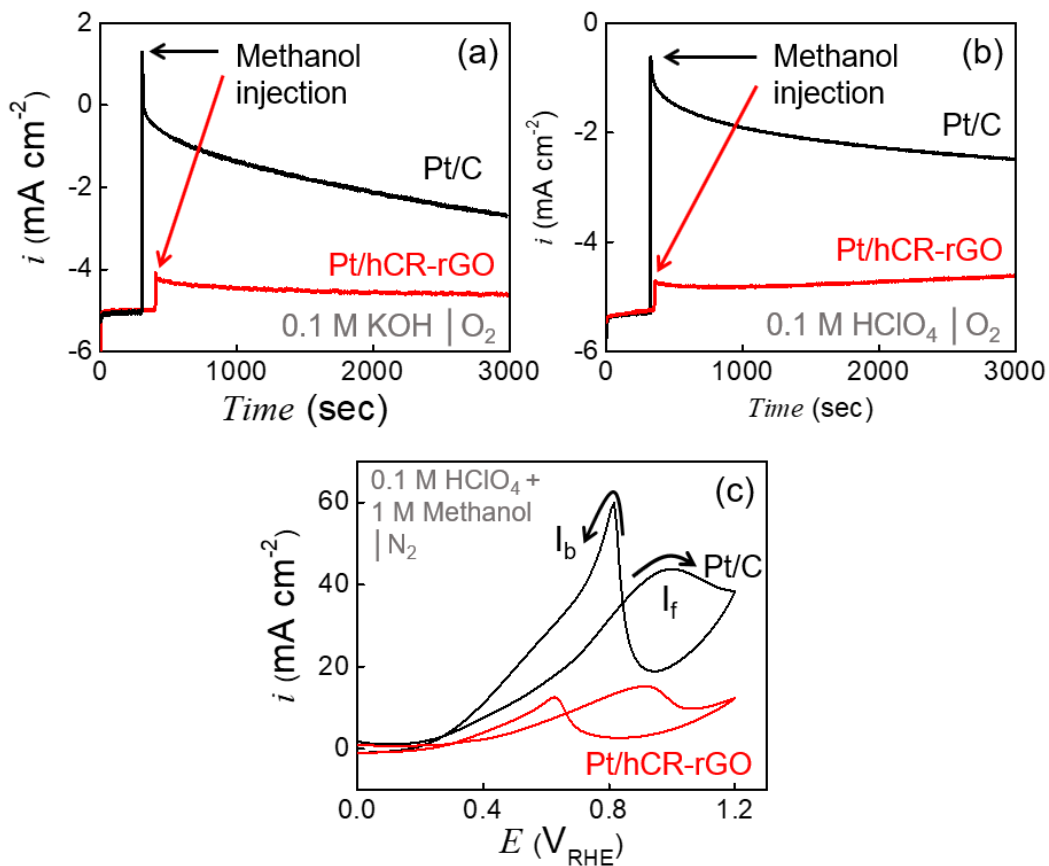 (a)
Methanol
injection
Pt/C
Pt/hCR-rGO
0.1 M KOH | O₂
i (mA cm⁻²)
2
0
-2
-4
-6
0
1000
2000
3000
Time (sec)
(b)
Methanol
injection
Pt/C
Pt/hCR-rGO
0.1 M HClO₄ | O₂
i (mA cm⁻²)
0
-2
-4
-6
0
1000
2000
3000
Time (sec)
(c)
0.1 M HClO₄ +
1 M Methanol
| N₂
I_b
I_f
Pt/C
Pt/hCR-rGO
i (mA cm⁻²)
60
40
20
0
0.0
0.4
0.8
1.2
E (V_RHE)